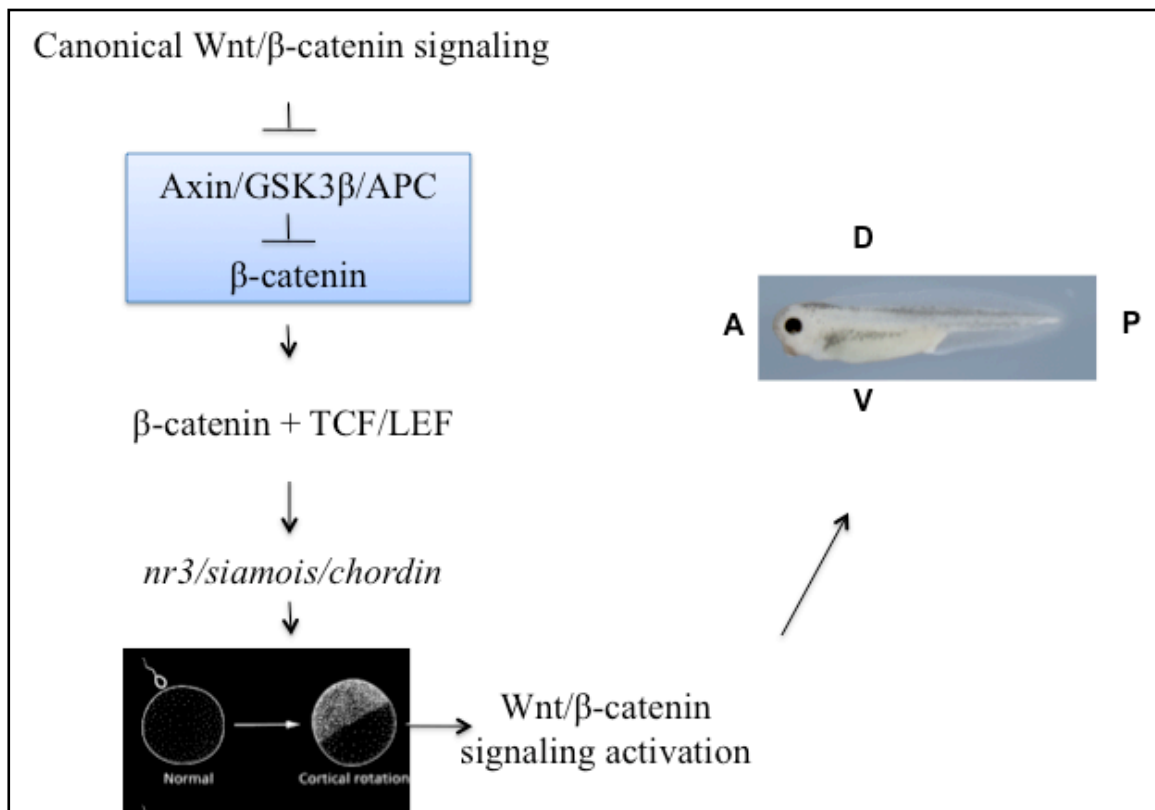 Canonical Wnt/β-catenin signaling
Axin/GSK3β/APC
β-catenin
β-catenin + TCF/LEF
nr3/siamois/chordin
Normal
Cortical rotation
Wnt/β-catenin
signaling activation
D
A
P
V